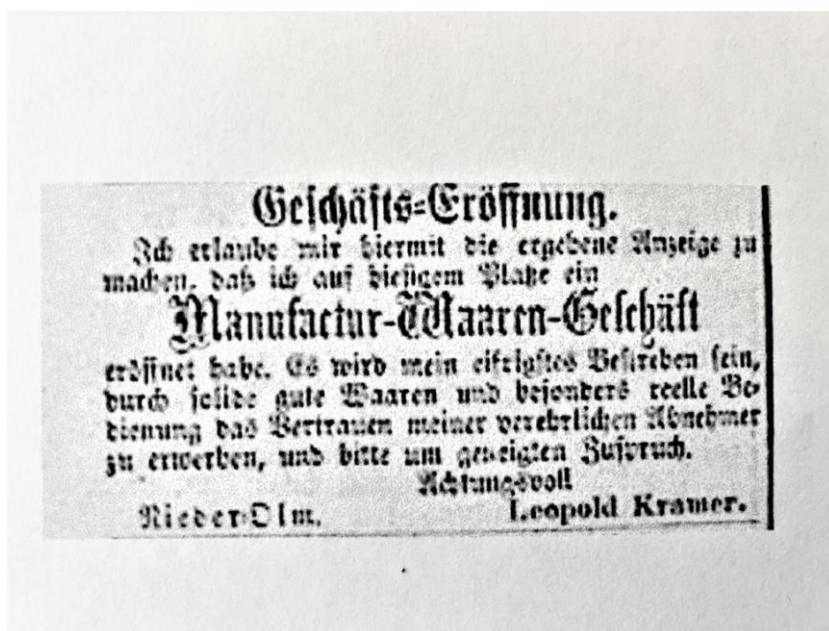 Geschäfts-Eröffnung.
Ich erlaube mir hiermit die ergebene Anzeige zu
machen, daß ich auf hiesigem Platze ein
Manufactur-Waaren-Geschäft
eröffnet habe. Es wird mein eifrigstes Bestreben sein,
durch solide gute Waaren und besonders reelle Be-
dienung das Vertrauen meiner verehrlichen Abnehmer
zu erwerben, und bitte um geneigten Zuspruch.
Achtungsvoll
Nieder-Olm. Leopold Kramer.